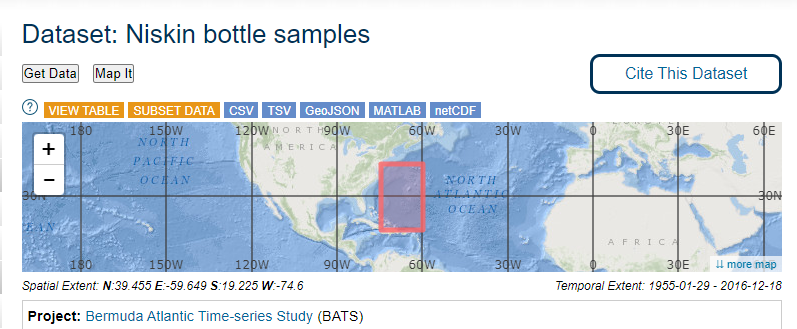 Dataset: Niskin bottle samples
Get Data Map It Cite This Dataset
? VIEW TABLE SUBSET DATA CSV TSV GeoJSON MATLAB netCDF
180 150W 120W 90W 60W 0 30E 60E
NORTH AMERICA
+
NORTH
PACIFIC
OCEAN
−
NORTH
ATLANTIC
OCEAN
30N 30N
EAN
AFRICA
180 150W 120W 90W 60W 30W 0 30E
⇊ more map
Spatial Extent: N:39.455 E:-59.649 S:19.225 W:-74.6 Temporal Extent: 1955-01-29 - 2016-12-18
Project: Bermuda Atlantic Time-series Study (BATS)